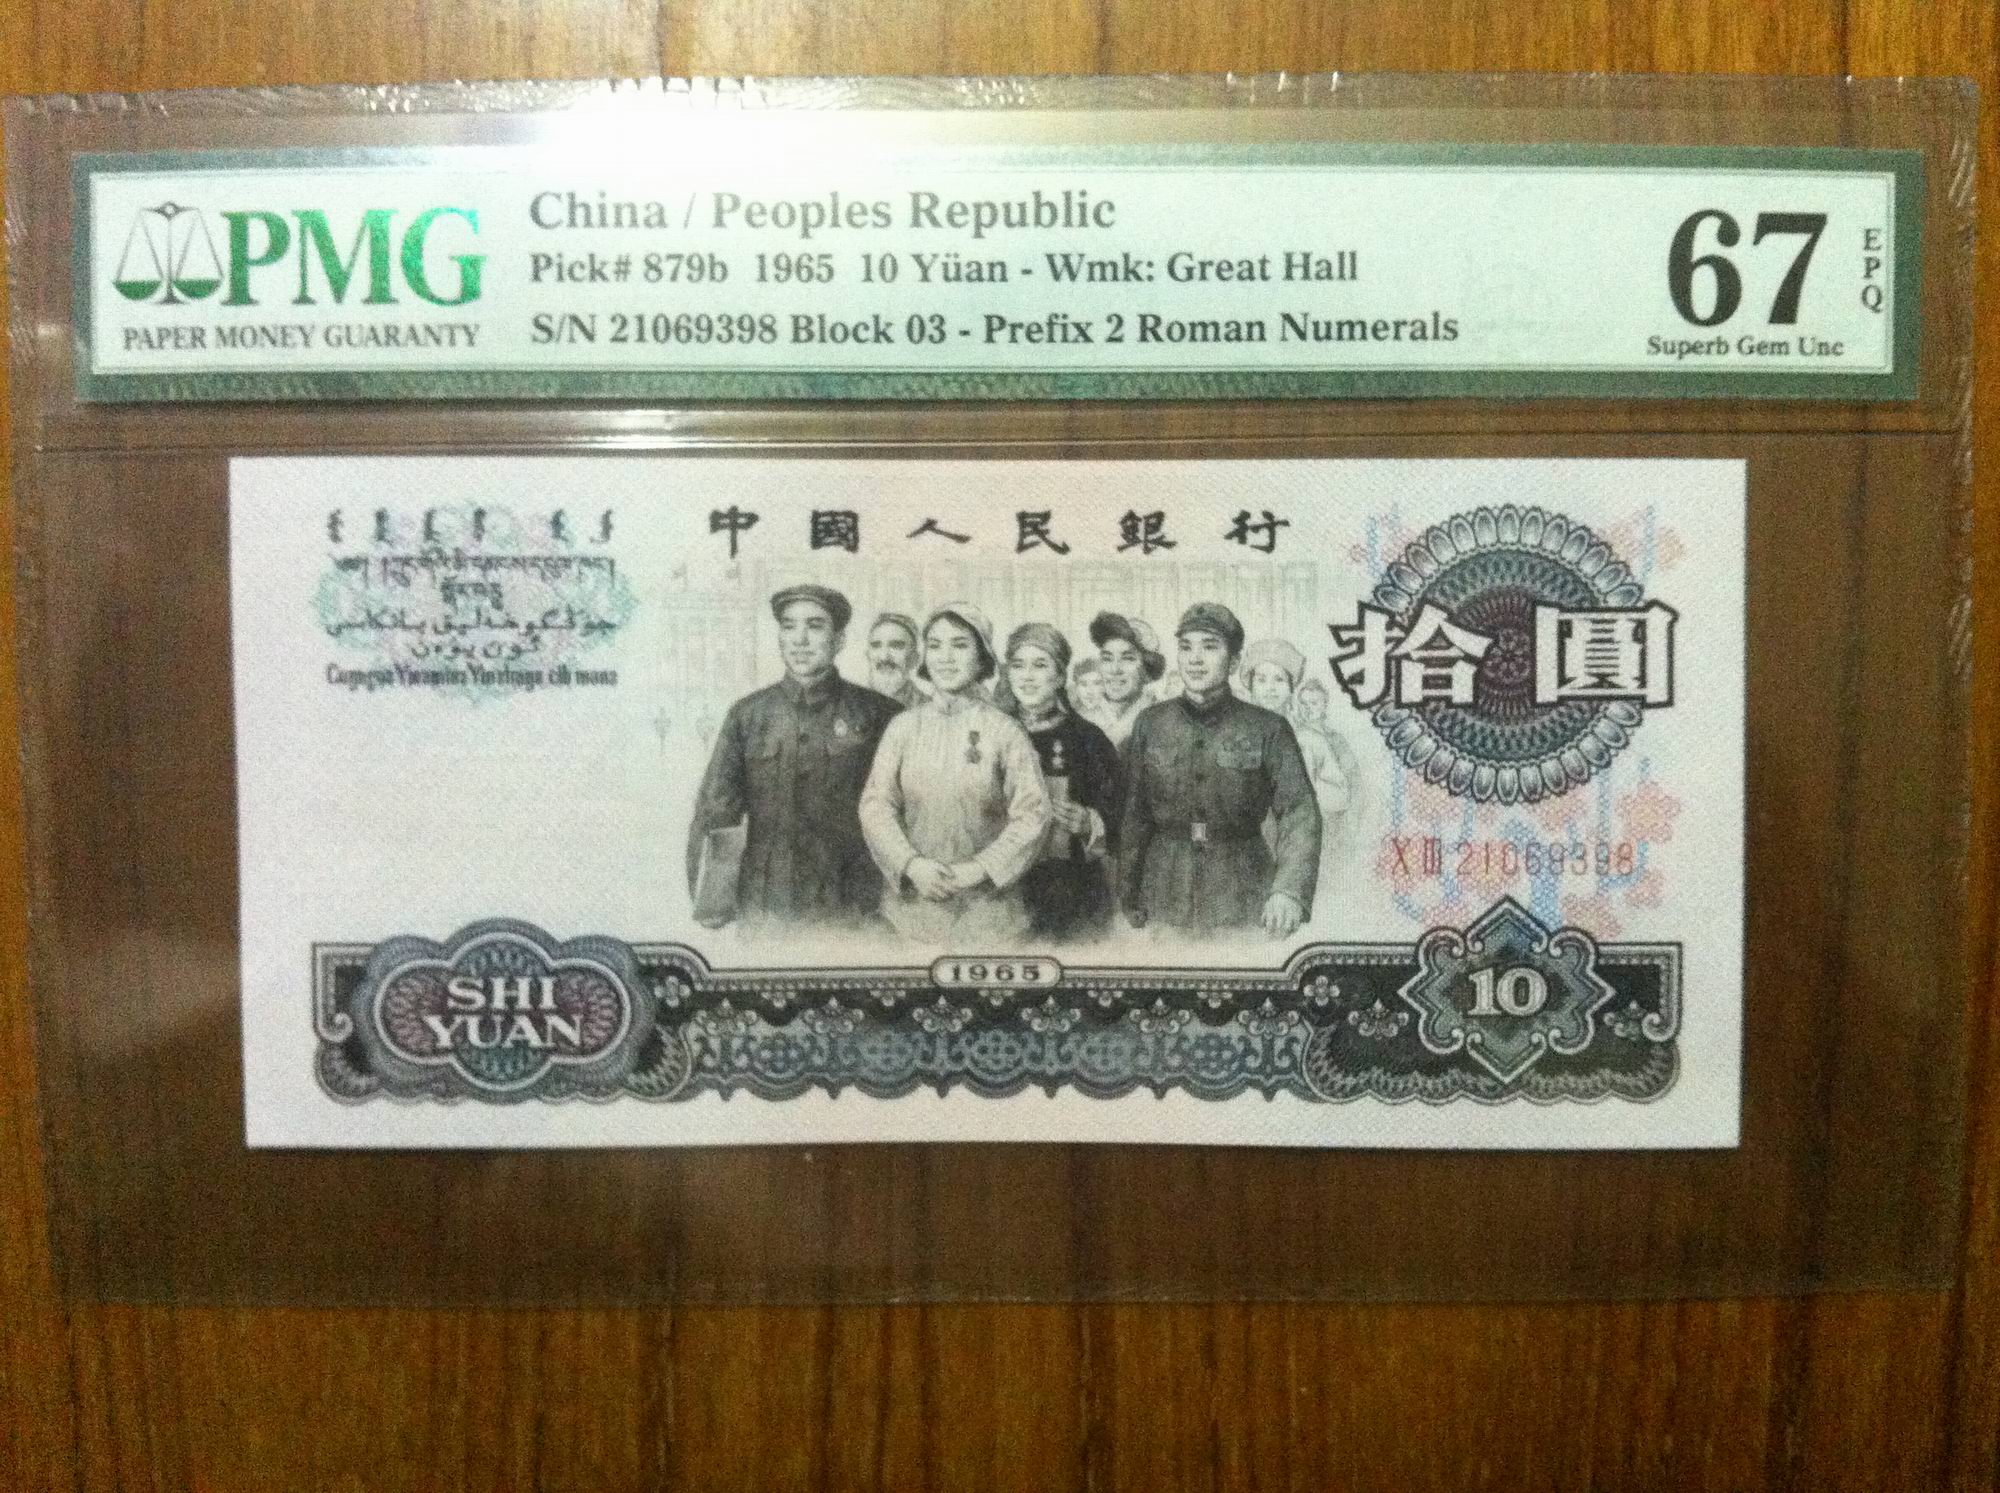 PMG
PAPER MONEY GUARANTY
China / Peoples Republic
Pick# 879b 1965 10 Yüan - Wmk: Great Hall
S/N 21069398 Block 03 - Prefix 2 Roman Numerals
67
EPQ
Superb Gem Unc
中國人民銀行
拾圓
X III 21069398
1965
SHI
YUAN
10